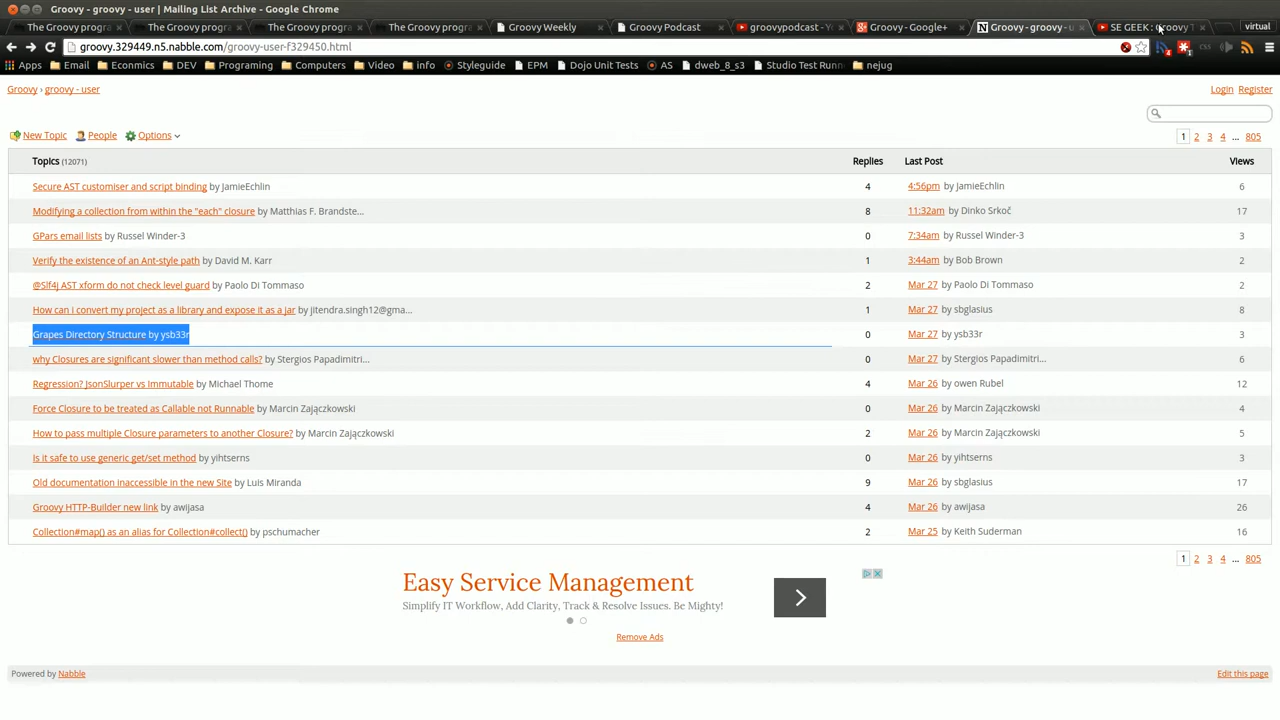 Groovy - groovy - user | Mailing List Archive - Google Chrome
The Groovy progra The Groovy progra The Groovy progra The Groovy progra Groovy Weekly Groovy Podcast groovypodcast - Yo Groovy - Google+ Groovy - groovy - u SE GEEK : Groovy T virtual
groovy.329449.n5.nabble.com/groovy-user-f329450.html
Apps Email Econmics DEV Programing Computers Video info Styleguide EPM Dojo Unit Tests AS dweb_8_s3 Studio Test Run nejug
Groovy › groovy - user Login Register
New Topic People Options 1 2 3 4 ... 805
Topics (12071) Replies Last Post Views
Secure AST customiser and script binding by JamieEchlin 4 4:56pm by JamieEchlin 6
Modifying a collection from within the "each" closure by Matthias F. Brandste... 8 11:32am by Dinko Srkoč 17
GPars email lists by Russel Winder-3 0 7:34am by Russel Winder-3 3
Verify the existence of an Ant-style path by David M. Karr 1 3:44am by Bob Brown 2
@Slf4j AST xform do not check level guard by Paolo Di Tommaso 2 Mar 27 by Paolo Di Tommaso 2
How can i convert my project as a library and expose it as a jar by jitendra.singh12@gma... 1 Mar 27 by sbglasius 8
Grapes Directory Structure by ysb33r 0 Mar 27 by ysb33r 3
why Closures are significant slower than method calls? by Stergios Papadimitri... 0 Mar 27 by Stergios Papadimitri... 6
Regression? JsonSlurper vs Immutable by Michael Thome 4 Mar 26 by owen Rubel 12
Force Closure to be treated as Callable not Runnable by Marcin Zajączkowski 0 Mar 26 by Marcin Zajączkowski 4
How to pass multiple Closure parameters to another Closure? by Marcin Zajączkowski 2 Mar 26 by Marcin Zajączkowski 5
Is it safe to use generic get/set method by yihtserns 0 Mar 26 by yihtserns 3
Old documentation inaccessible in the new Site by Luis Miranda 9 Mar 26 by sbglasius 17
Groovy HTTP-Builder new link by awijasa 4 Mar 26 by awijasa 26
Collection#map() as an alias for Collection#collect() by pschumacher 2 Mar 25 by Keith Suderman 16
1 2 3 4 ... 805
Easy Service Management
Simplify IT Workflow, Add Clarity, Track & Resolve Issues. Be Mighty!
Remove Ads
Powered by Nabble Edit this page